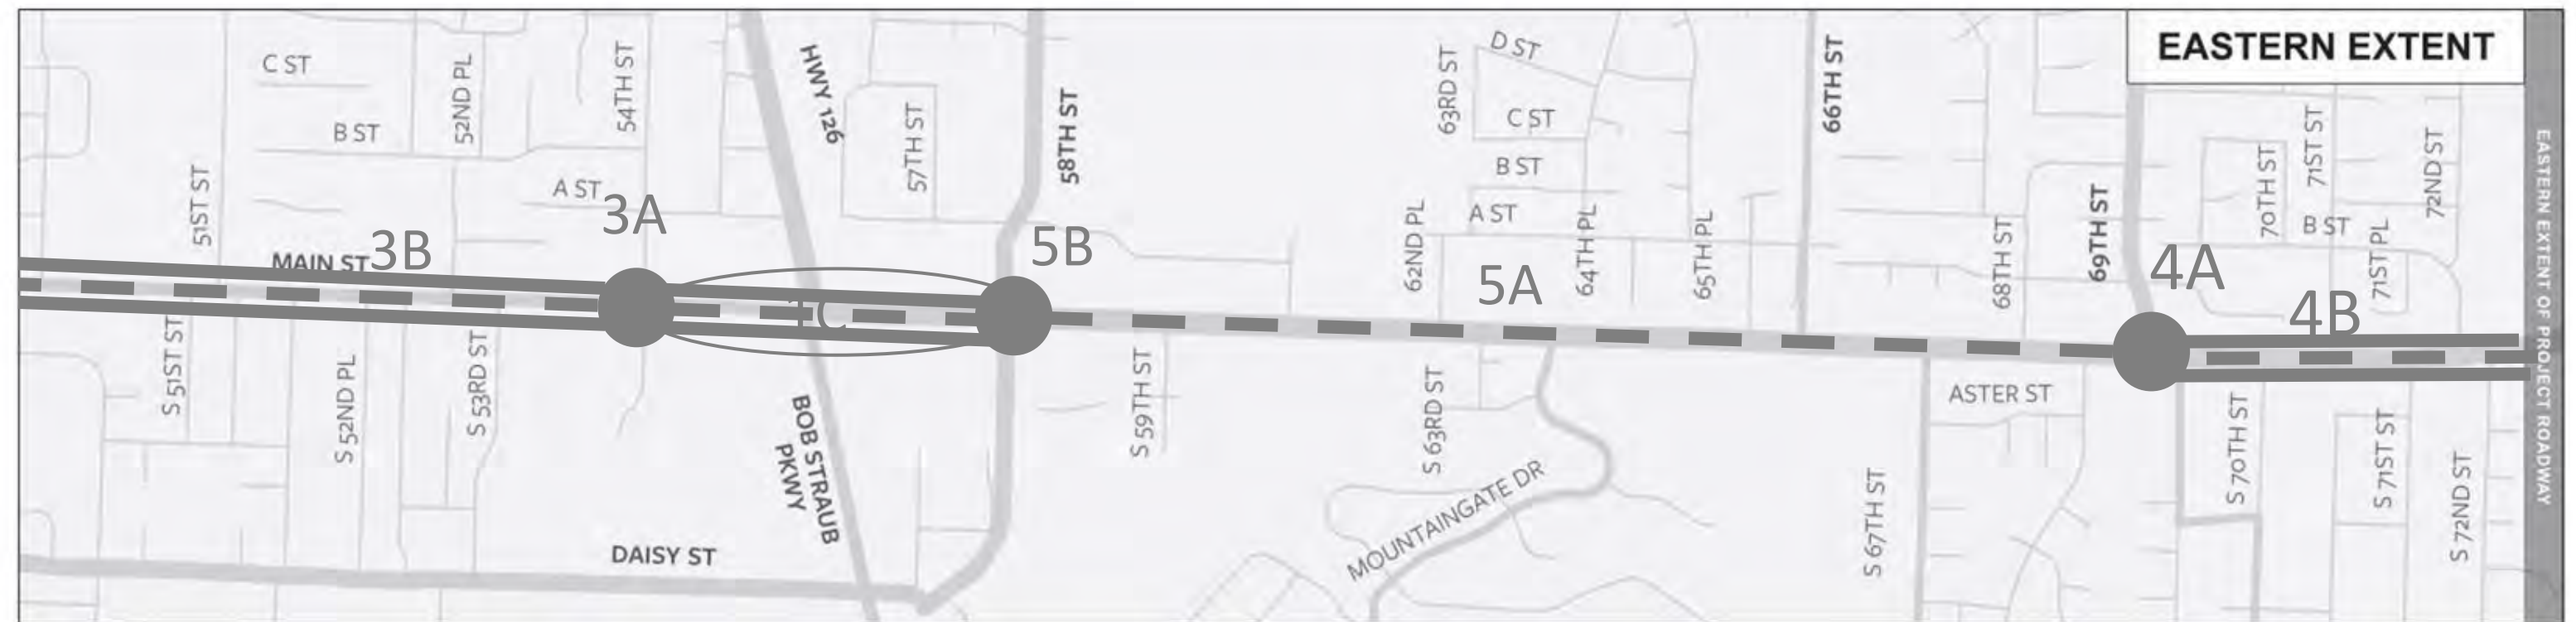 EASTERN EXTENT
EASTERN EXTENT OF PROJECT ROADWAY
C ST
52ND PL
54TH ST
HWY 126
57TH ST
58TH ST
63RD ST
D ST
C ST
66TH ST
B ST
B ST
A ST
A ST
51ST ST
MAIN ST
3B
3A
5B
1C
62ND PL
5A
64TH PL
65TH PL
68TH ST
69TH ST
4A
70TH ST
71ST ST
B ST
71ST PL
72ND ST
4B
S 51ST ST
S 52ND PL
S 53RD ST
BOB STRAUB
PKWY
S 59TH ST
S 63RD ST
MOUNTAINGATE DR
S 67TH ST
ASTER ST
S 70TH ST
S 71ST ST
S 72ND ST
DAISY ST